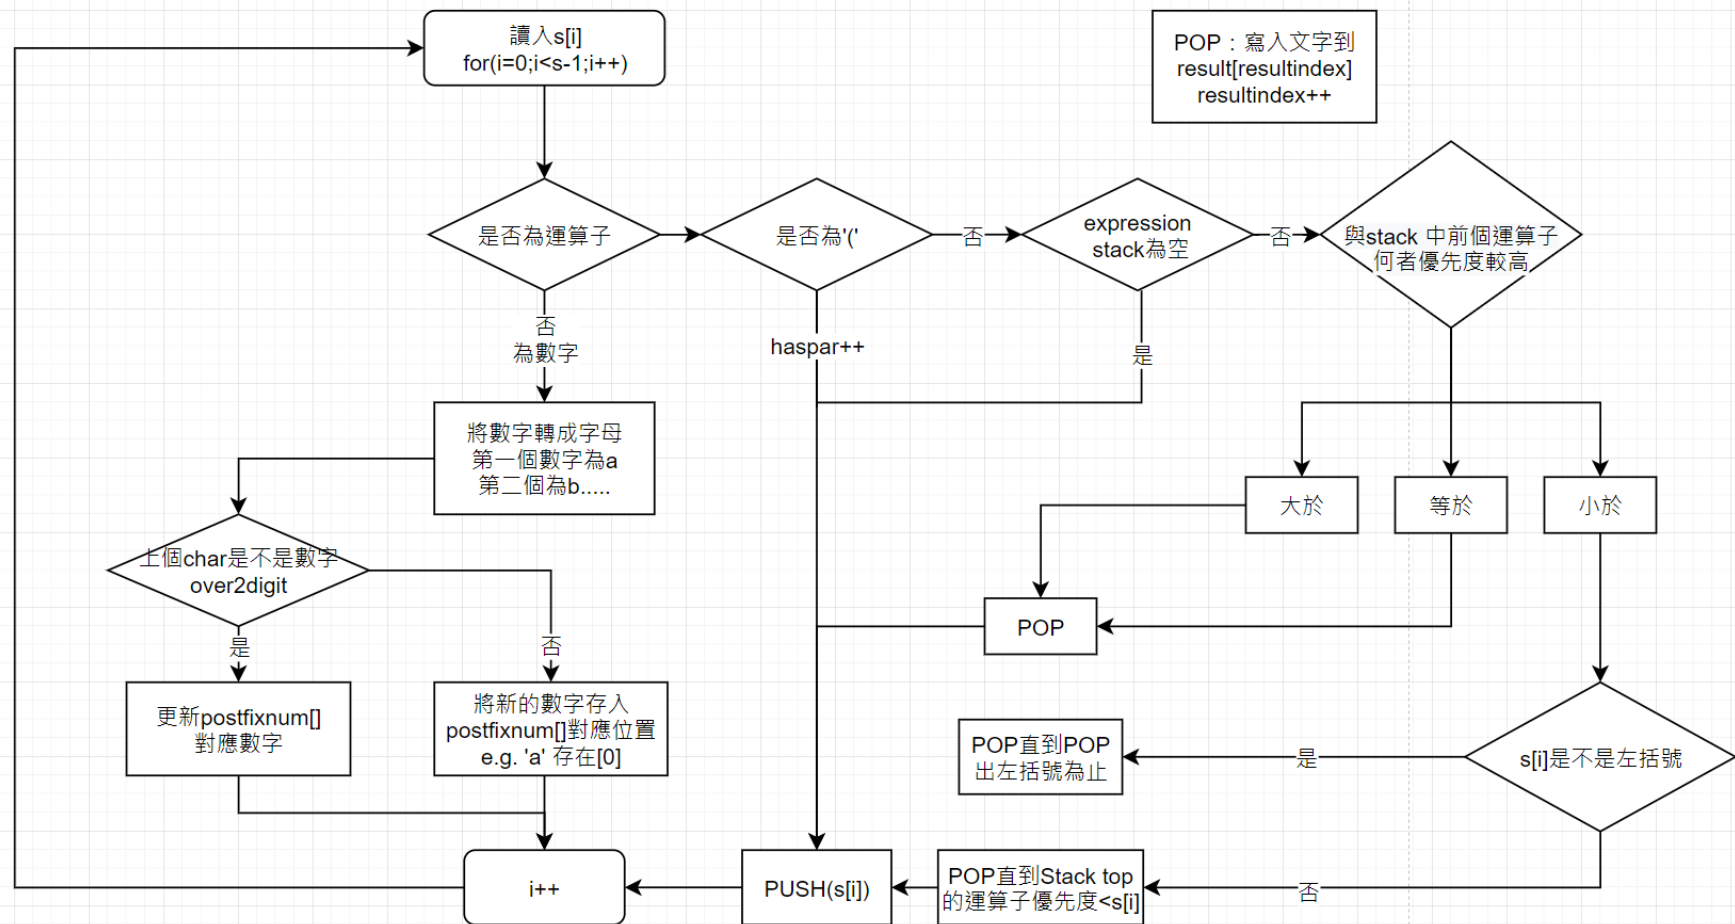 讀入s[i]
for(i=0;i<s-1;i++)
POP：寫入文字到
result[resultindex]
resultindex++
是否為運算子
是否為'('
否
expression
stack為空
否
與stack 中前個運算子
何者優先度較高
否
為數字
haspar++
是
將數字轉成字母
第一個數字為a
第二個為b.....
大於
等於
小於
上個char是不是數字
over2digit
POP
是
否
更新postfixnum[]
對應數字
將新的數字存入
postfixnum[]對應位置
e.g. 'a' 存在[0]
POP直到POP
出左括號為止
是
s[i]是不是左括號
i++
PUSH(s[i])
POP直到Stack top
的運算子優先度<s[i]
否